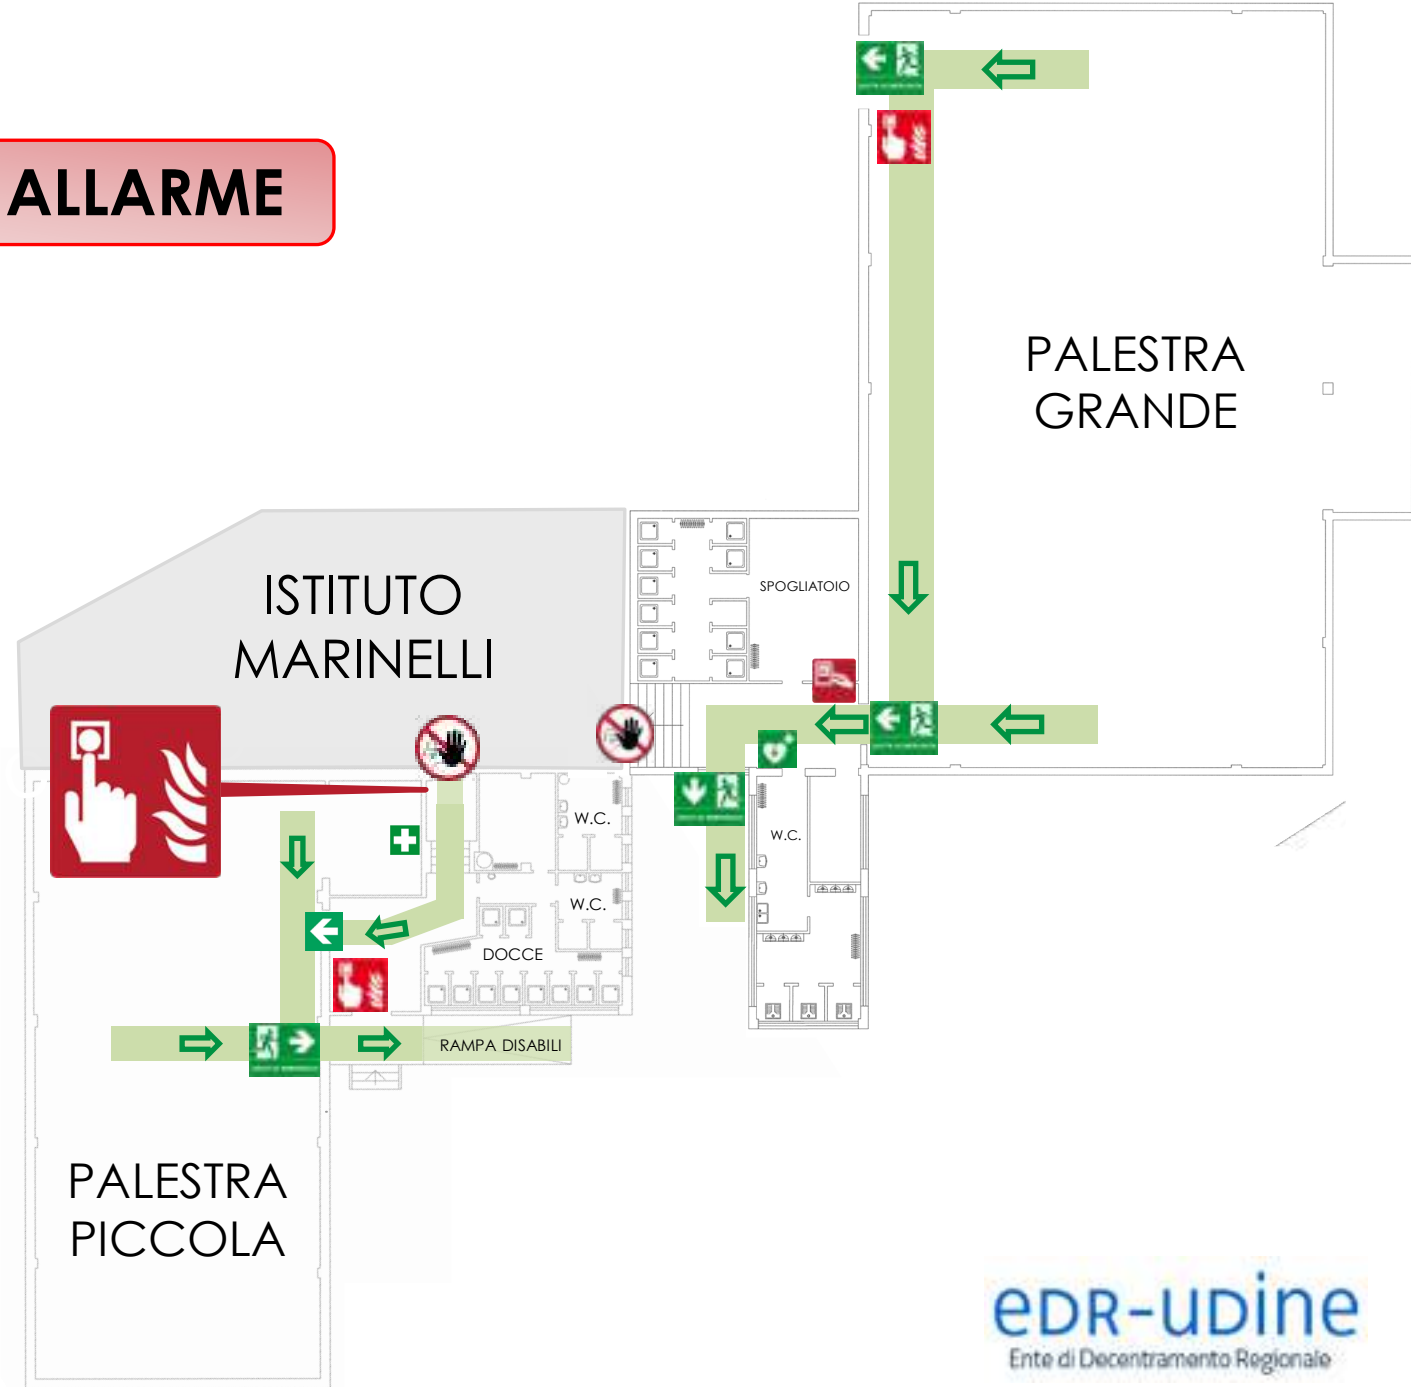 ALLARME
PALESTRA
GRANDE
ISTITUTO
MARINELLI
SPOGLIATOIO
W.C.
W.C.
W.C.
DOCCE
RAMPA DISABILI
PALESTRA
PICCOLA
eDR-uDine
Ente di Decentramento Regionale